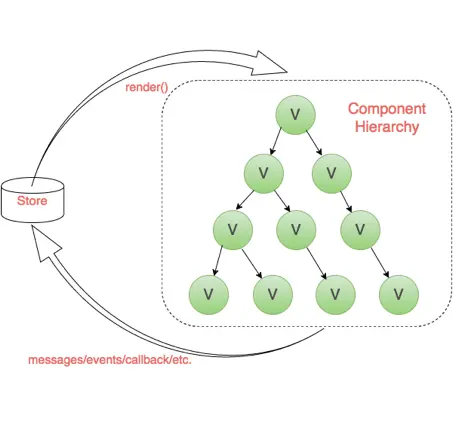 render()
Component
Hierarchy
V
V
V
Store
V
V
V
V
V
V
V
messages/events/callback/etc.